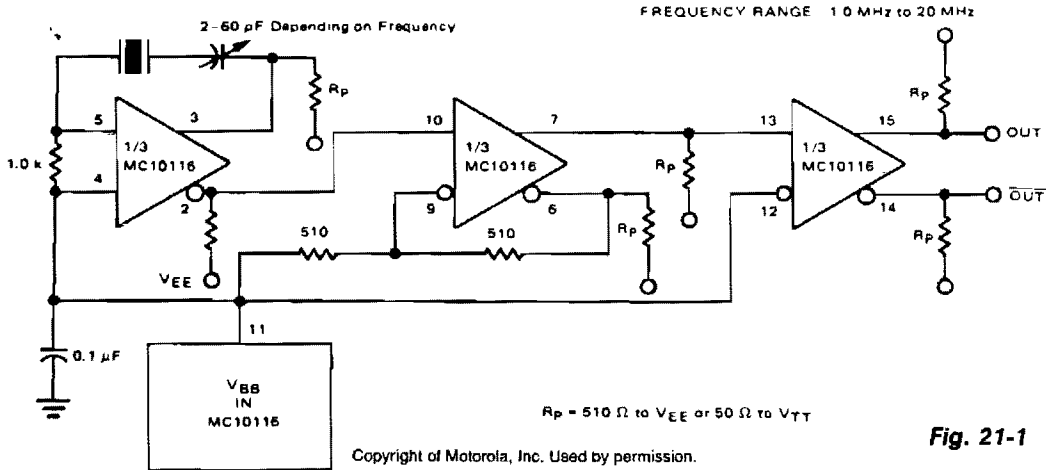 FREQUENCY RANGE 1.0 MHz to 20 MHz
2-60 pF Depending on Frequency
RP
RP
5
3
10
7
13
15
OUT
1/3
MC10116
1/3
MC10116
RP
1/3
MC10116
1.0 k
4
2
9
6
12
14
OUT
RP
RP
510
510
VEE
11
0.1 µF
VBB
IN
MC10116
RP = 510 Ω to VEE or 50 Ω to VTT
Fig. 21-1
Copyright of Motorola, Inc. Used by permission.